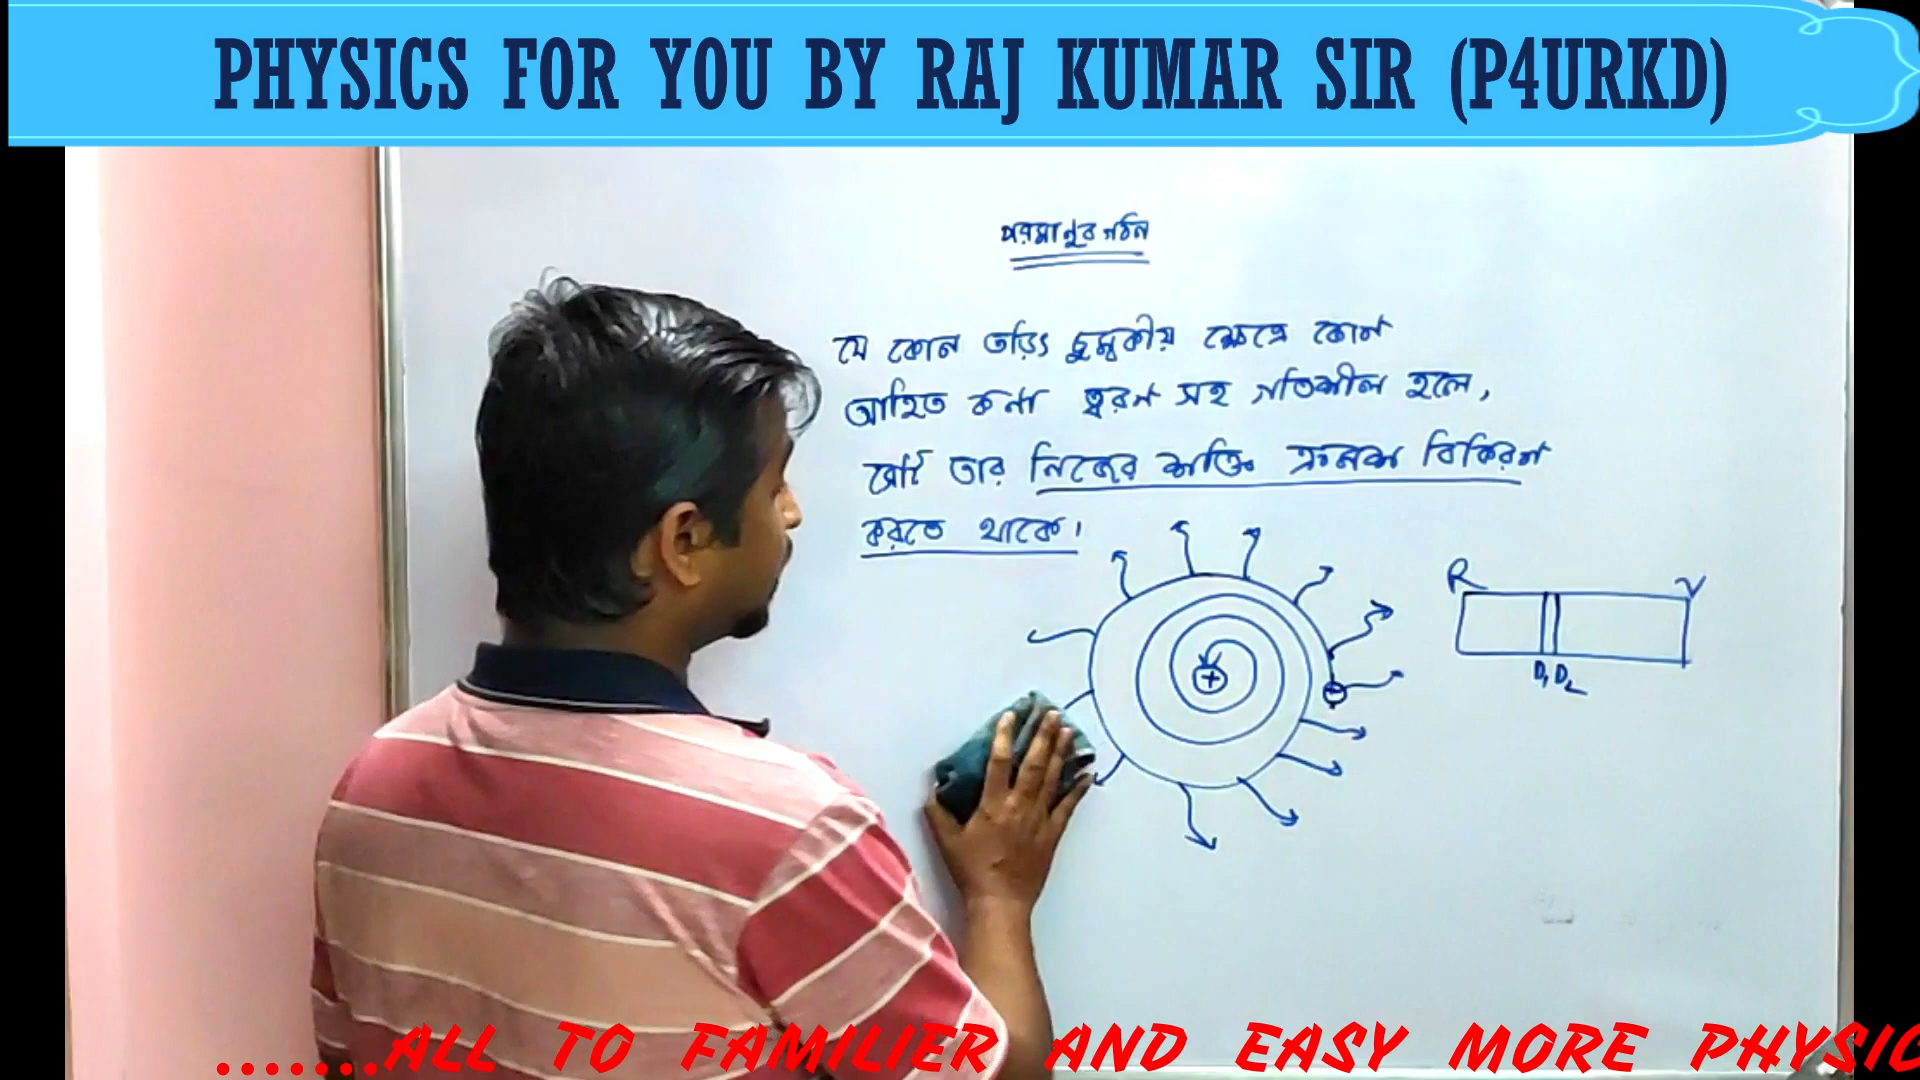 PHYSICS FOR YOU BY RAJ KUMAR SIR (P4URKD)
পরমাণুর গঠন
যে কোন তড়িৎ চুম্বকীয় ক্ষেত্রে কোন
আহিত কনা ত্বরণ সহ গতিশীল হলে,
সেটি তার নিজের শক্তি ক্রমশ বিকিরণ
করতে থাকে।
R V
+
-
D₁ D₂
.......ALL TO FAMILIER AND EASY MORE PHYSIC